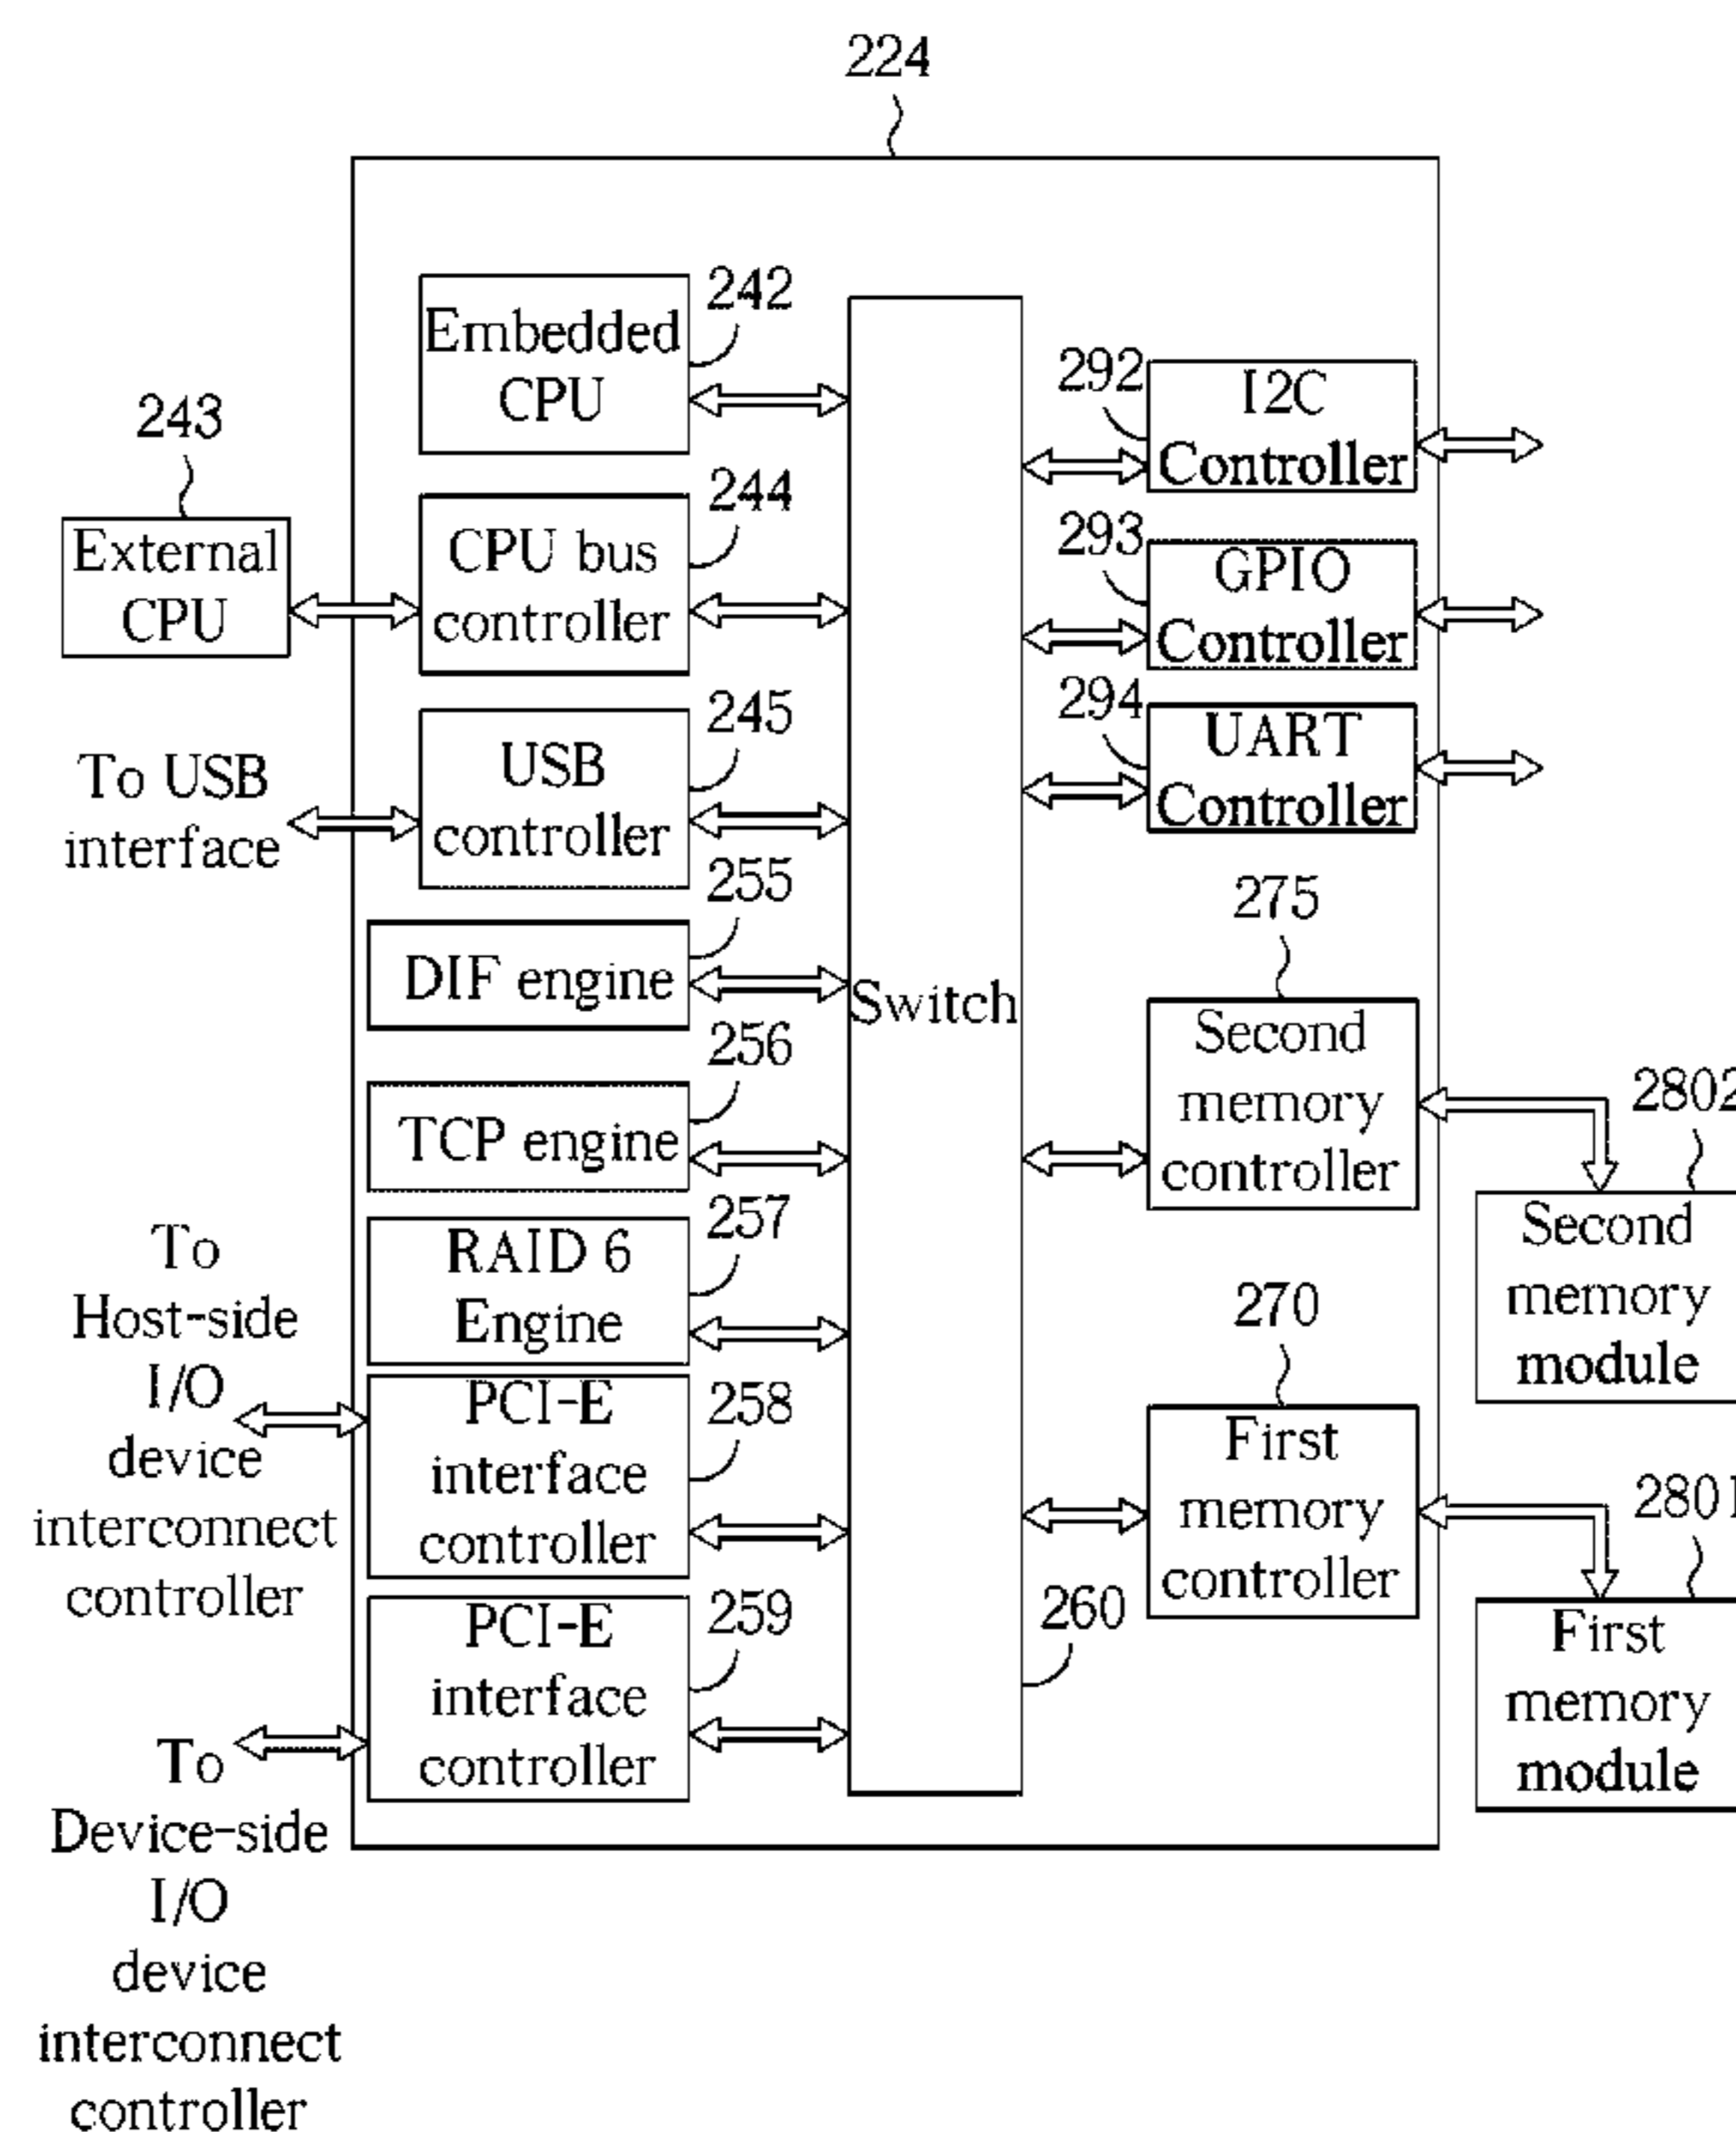 224
242
Embedded
CPU
243
External
CPU
244
CPU bus
controller
245
USB
controller
To USB
interface
255
DIF engine
256
TCP engine
257
RAID 6
Engine
To
Host-side
I/O
device
interconnect
controller
258
PCI-E
interface
controller
259
PCI-E
interface
controller
To
Device-side
I/O
device
interconnect
controller
Switch
260
292
I2C
Controller
293
GPIO
Controller
294
UART
Controller
275
Second
memory
controller
2802
Second
memory
module
270
First
memory
controller
2801
First
memory
module